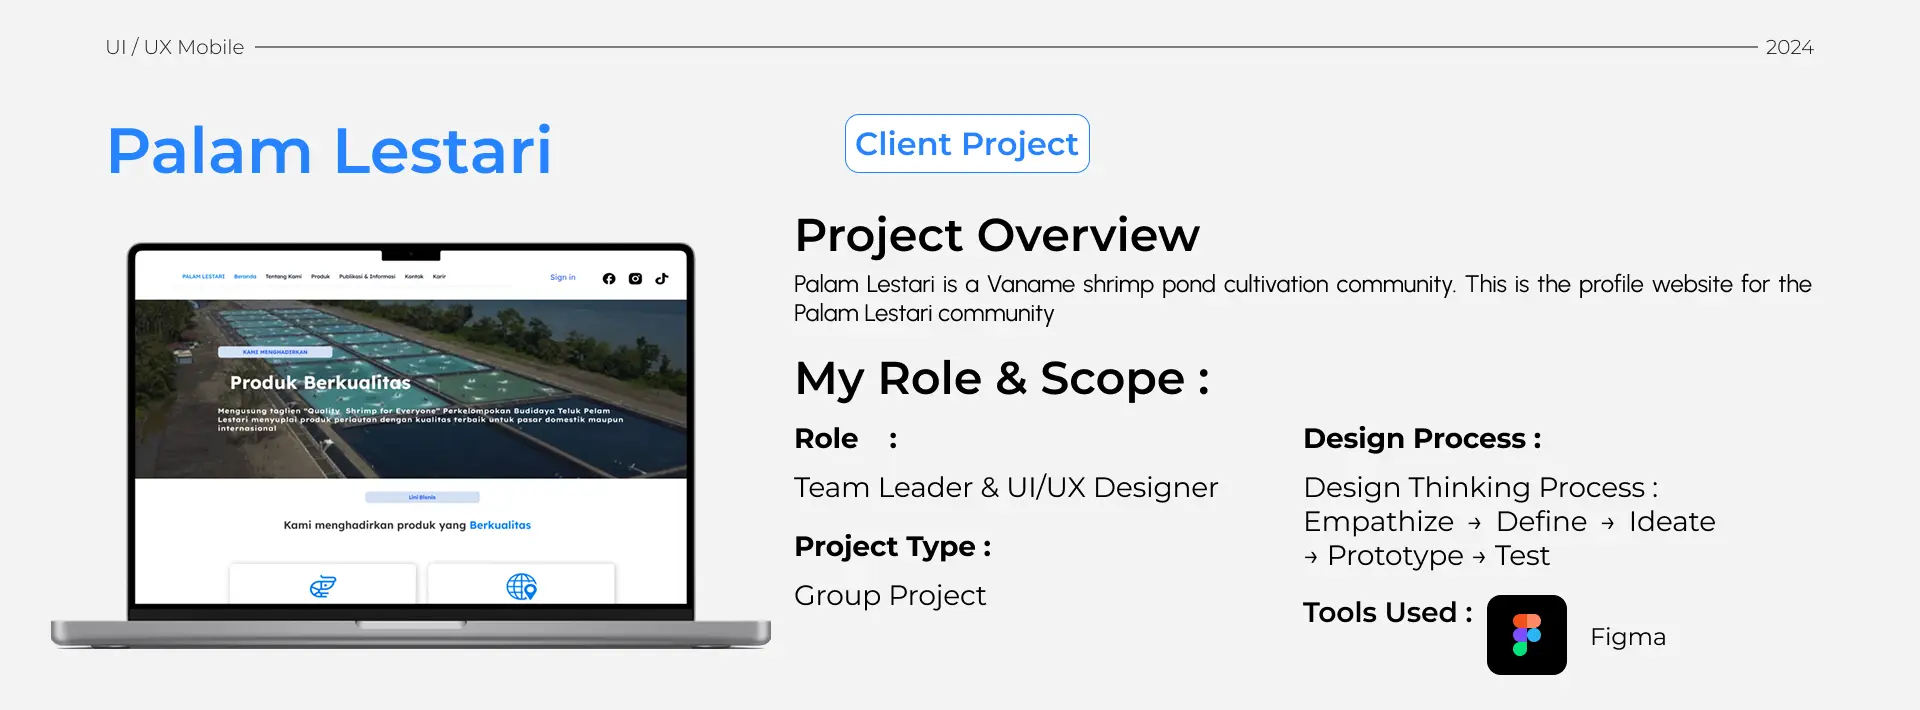 UI / UX Mobile
2024
Palam Lestari
Client Project
PALAM LESTARI Beranda Tentang Kami Produk Publikasi & Informasi Kontak Karir Sign in
KAMI MENGHADIRKAN
Produk Berkualitas
Mengusung taglien "Quality Shrimp for Everyone" Perkelompokan Budidaya Teluk Pelam
Lestari menyuplai produk perlautan dengan kualitas terbaik untuk pasar domestik maupun
internasional
Lini Bisnis
Kami menghadirkan produk yang Berkualitas
Project Overview
Palam Lestari is a Vaname shrimp pond cultivation community. This is the profile website for the
Palam Lestari community
My Role & Scope :
Role :
Team Leader & UI/UX Designer
Project Type :
Group Project
Design Process :
Design Thinking Process :
Empathize → Define → Ideate
→ Prototype → Test
Tools Used :
Figma